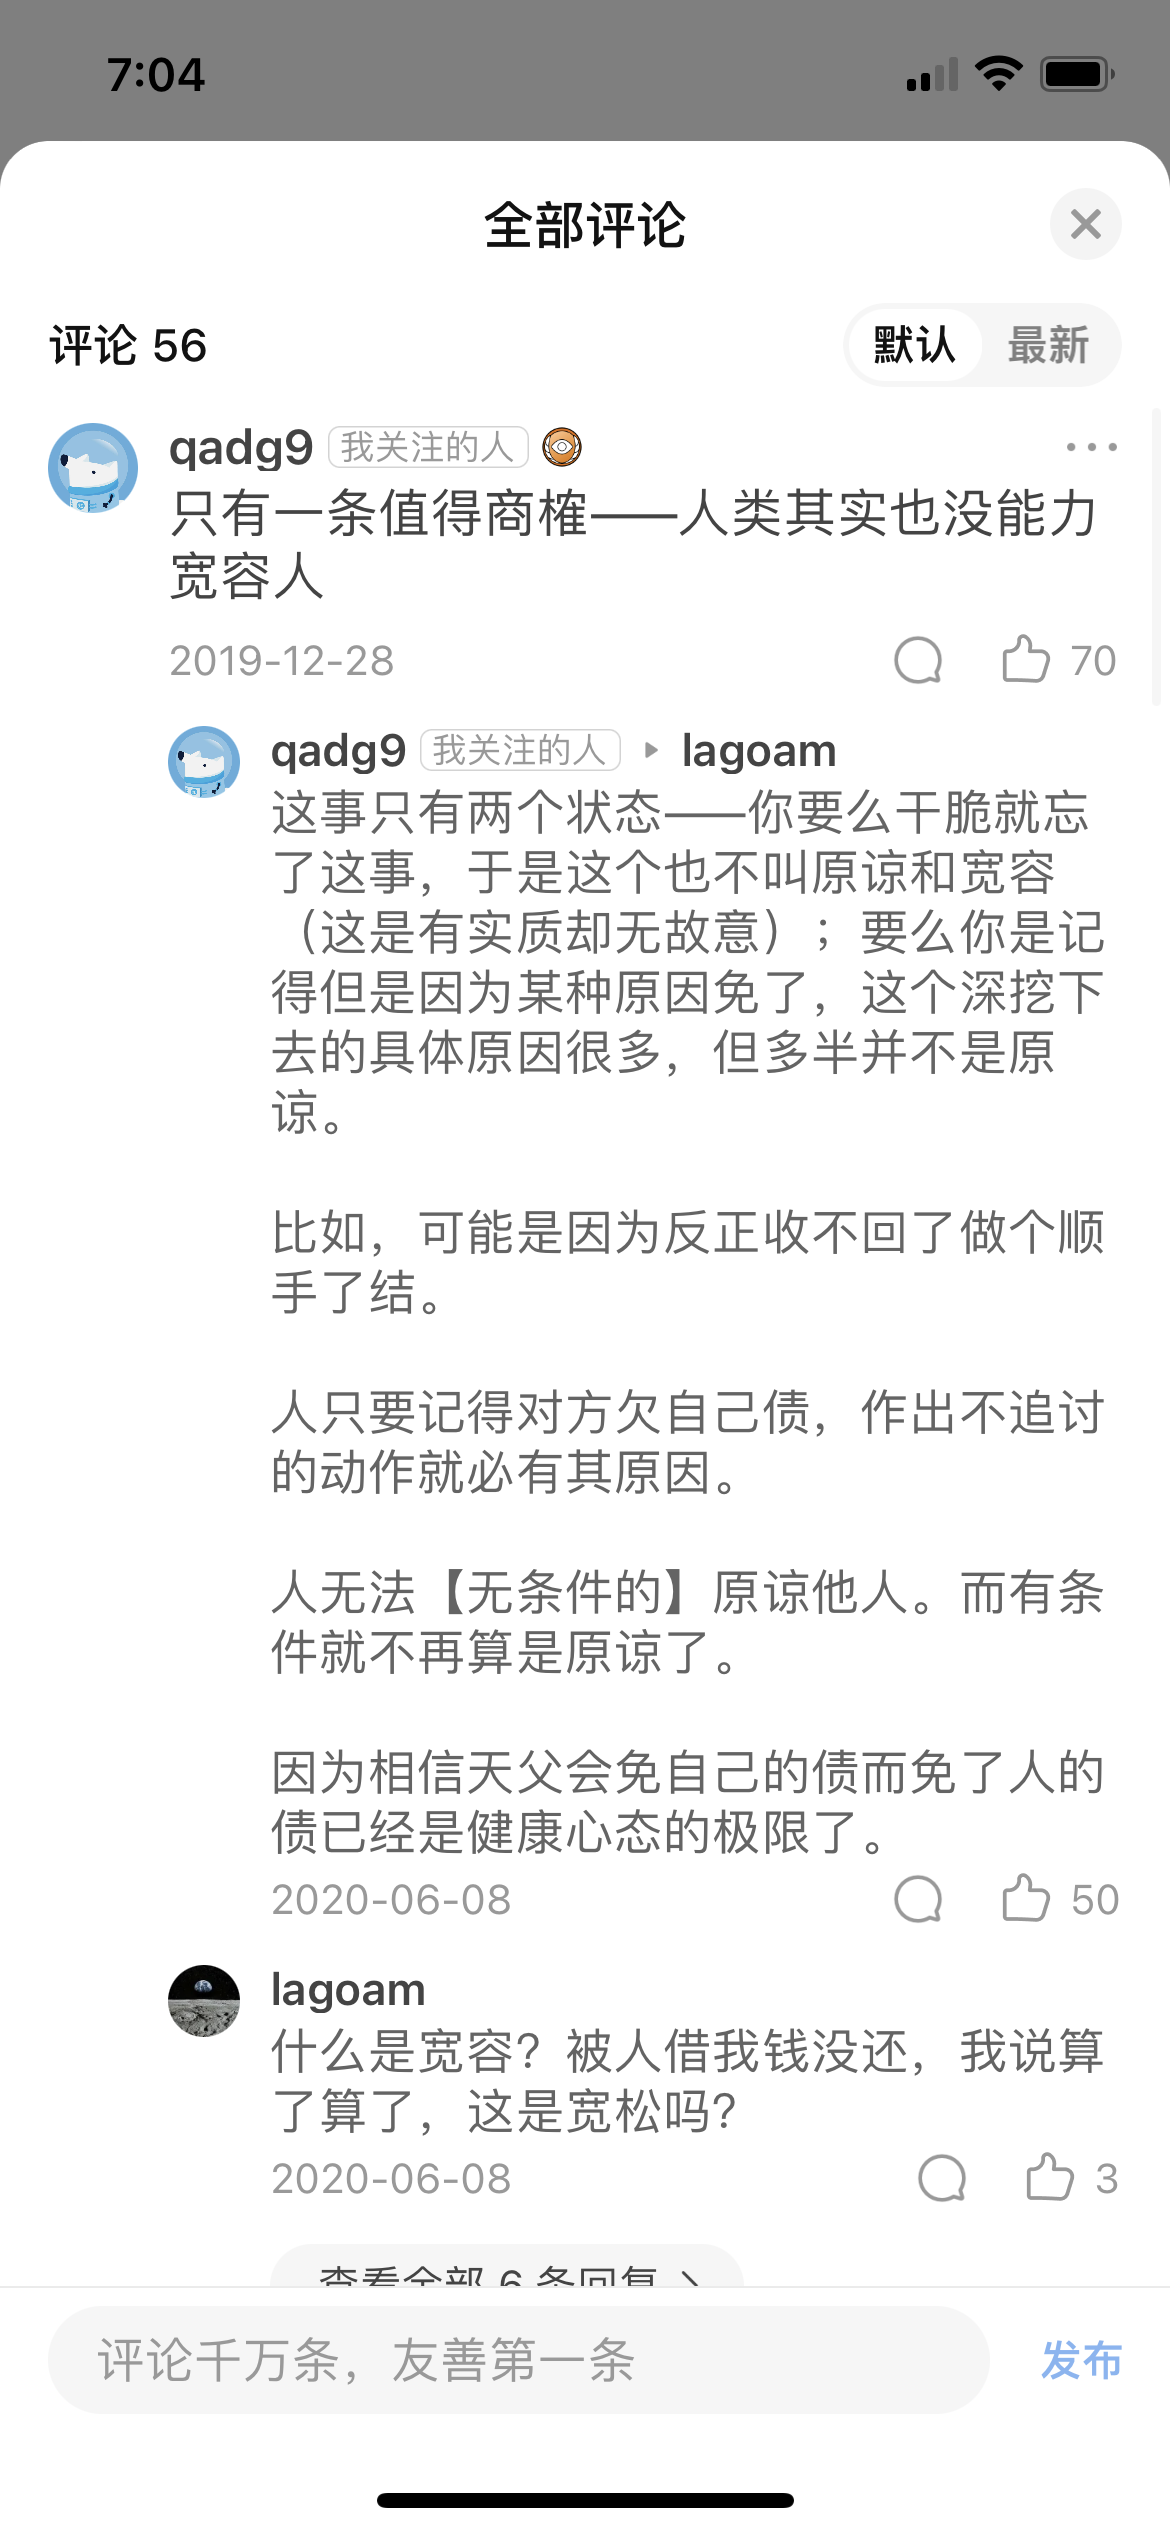 7:04
全部评论
评论 56
默认 最新
qadg9 我关注的人
只有一条值得商榷——人类其实也没能力
宽容人
2019-12-28 70
qadg9 我关注的人 lagoam
这事只有两个状态——你要么干脆就忘
了这事，于是这个也不叫原谅和宽容
（这是有实质却无故意）；要么你是记
得但是因为某种原因免了，这个深挖下
去的具体原因很多，但多半并不是原
谅。
比如，可能是因为反正收不回了做个顺
手了结。
人只要记得对方欠自己债，作出不追讨
的动作就必有其原因。
人无法【无条件的】原谅他人。而有条
件就不再算是原谅了。
因为相信天父会免自己的债而免了人的
债已经是健康心态的极限了。
2020-06-08 50
lagoam
什么是宽容？被人借我钱没还，我说算
了算了，这是宽松吗？
2020-06-08 3
查看全部 6 条回复
评论千万条，友善第一条
发布